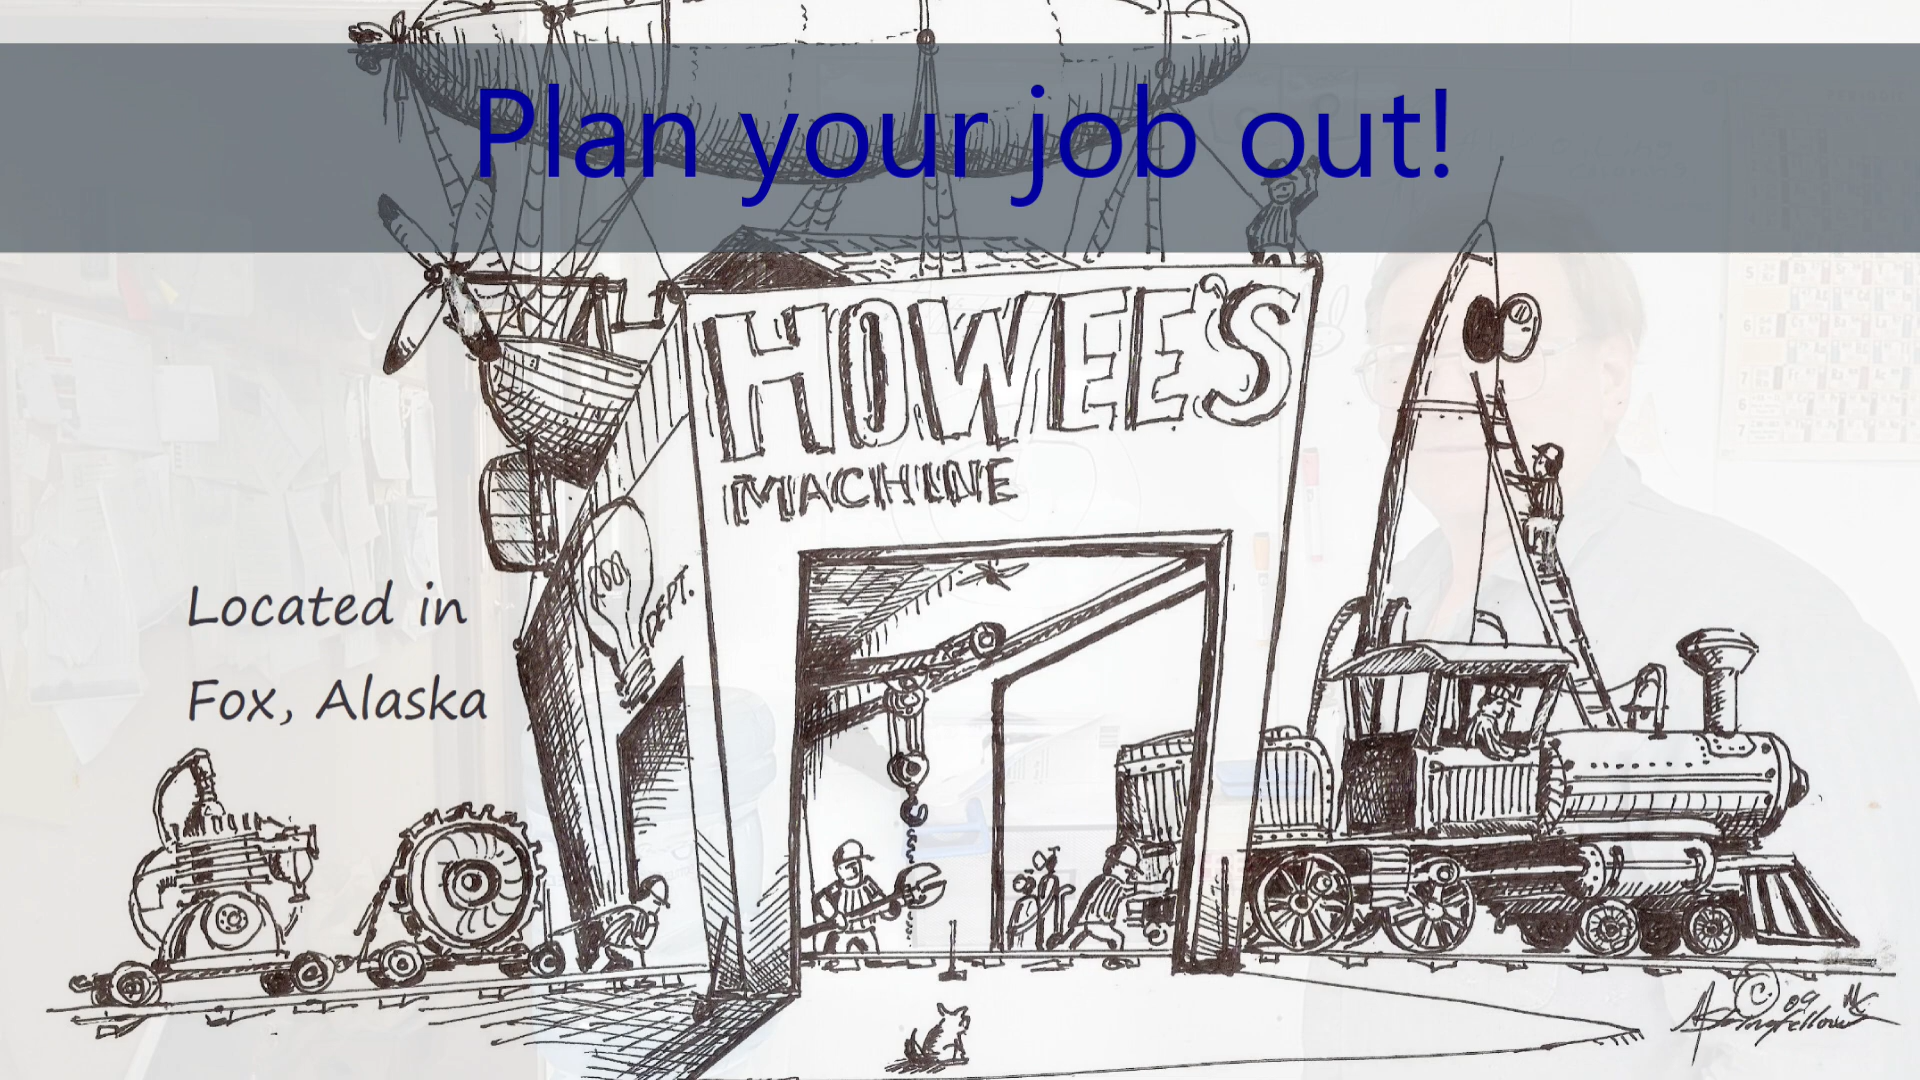 Plan your job out!
HOWEE'S
MACHINE
DEPT.
Located in
Fox, Alaska
© 09